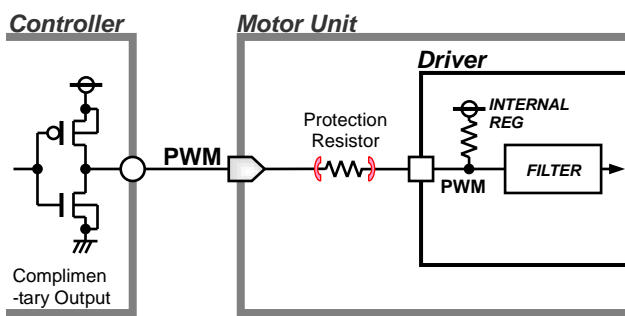 Controller
Motor Unit
Driver
Protection
Resistor
INTERNAL
REG
PWM
PWM
FILTER
Complimen
-tary Output